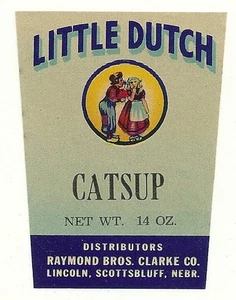 LITTLE DUTCH
CATSUP
NET WT. 14 OZ.
DISTRIBUTORS
RAYMOND BROS. CLARKE CO.
LINCOLN, SCOTTSBLUFF, NEBR.